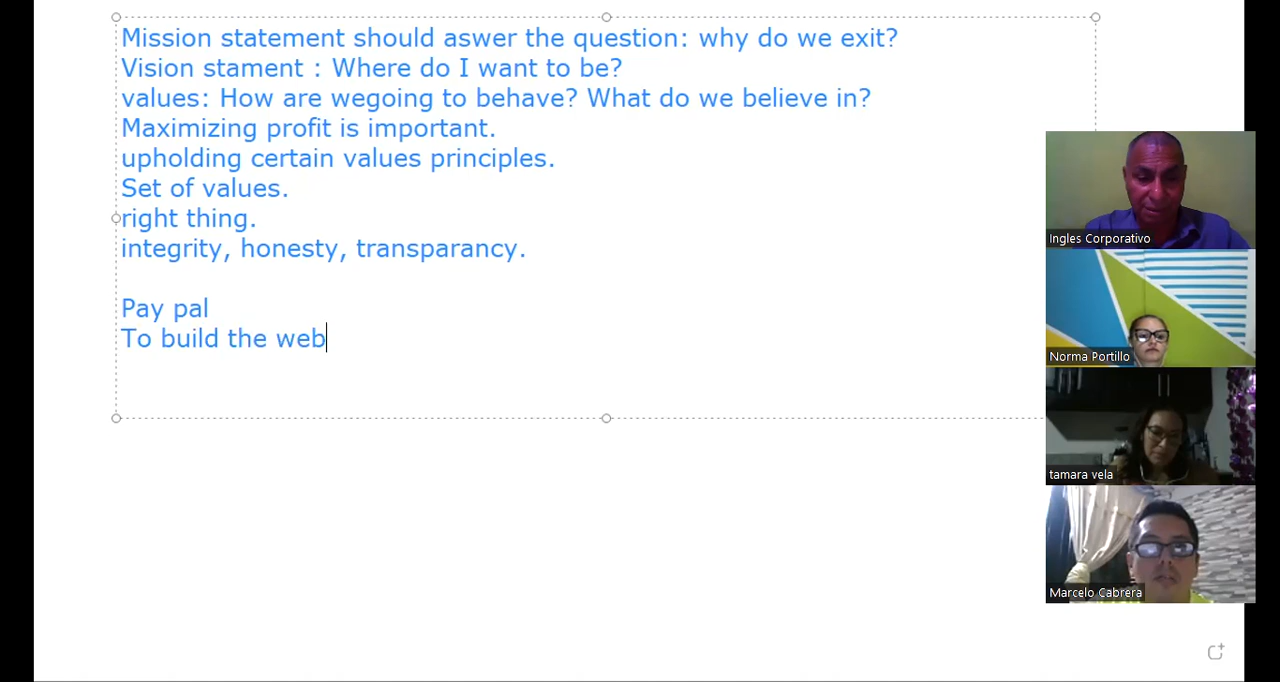 Mission statement should aswer the question: why do we exit?
Vision stament : Where do I want to be?
values: How are wegoing to behave? What do we believe in?
Maximizing profit is important.
upholding certain values principles.
Set of values.
right thing.
integrity, honesty, transparancy.
Pay pal
To build the web
Ingles Corporativo
Norma Portillo
tamara vela
Marcelo Cabrera